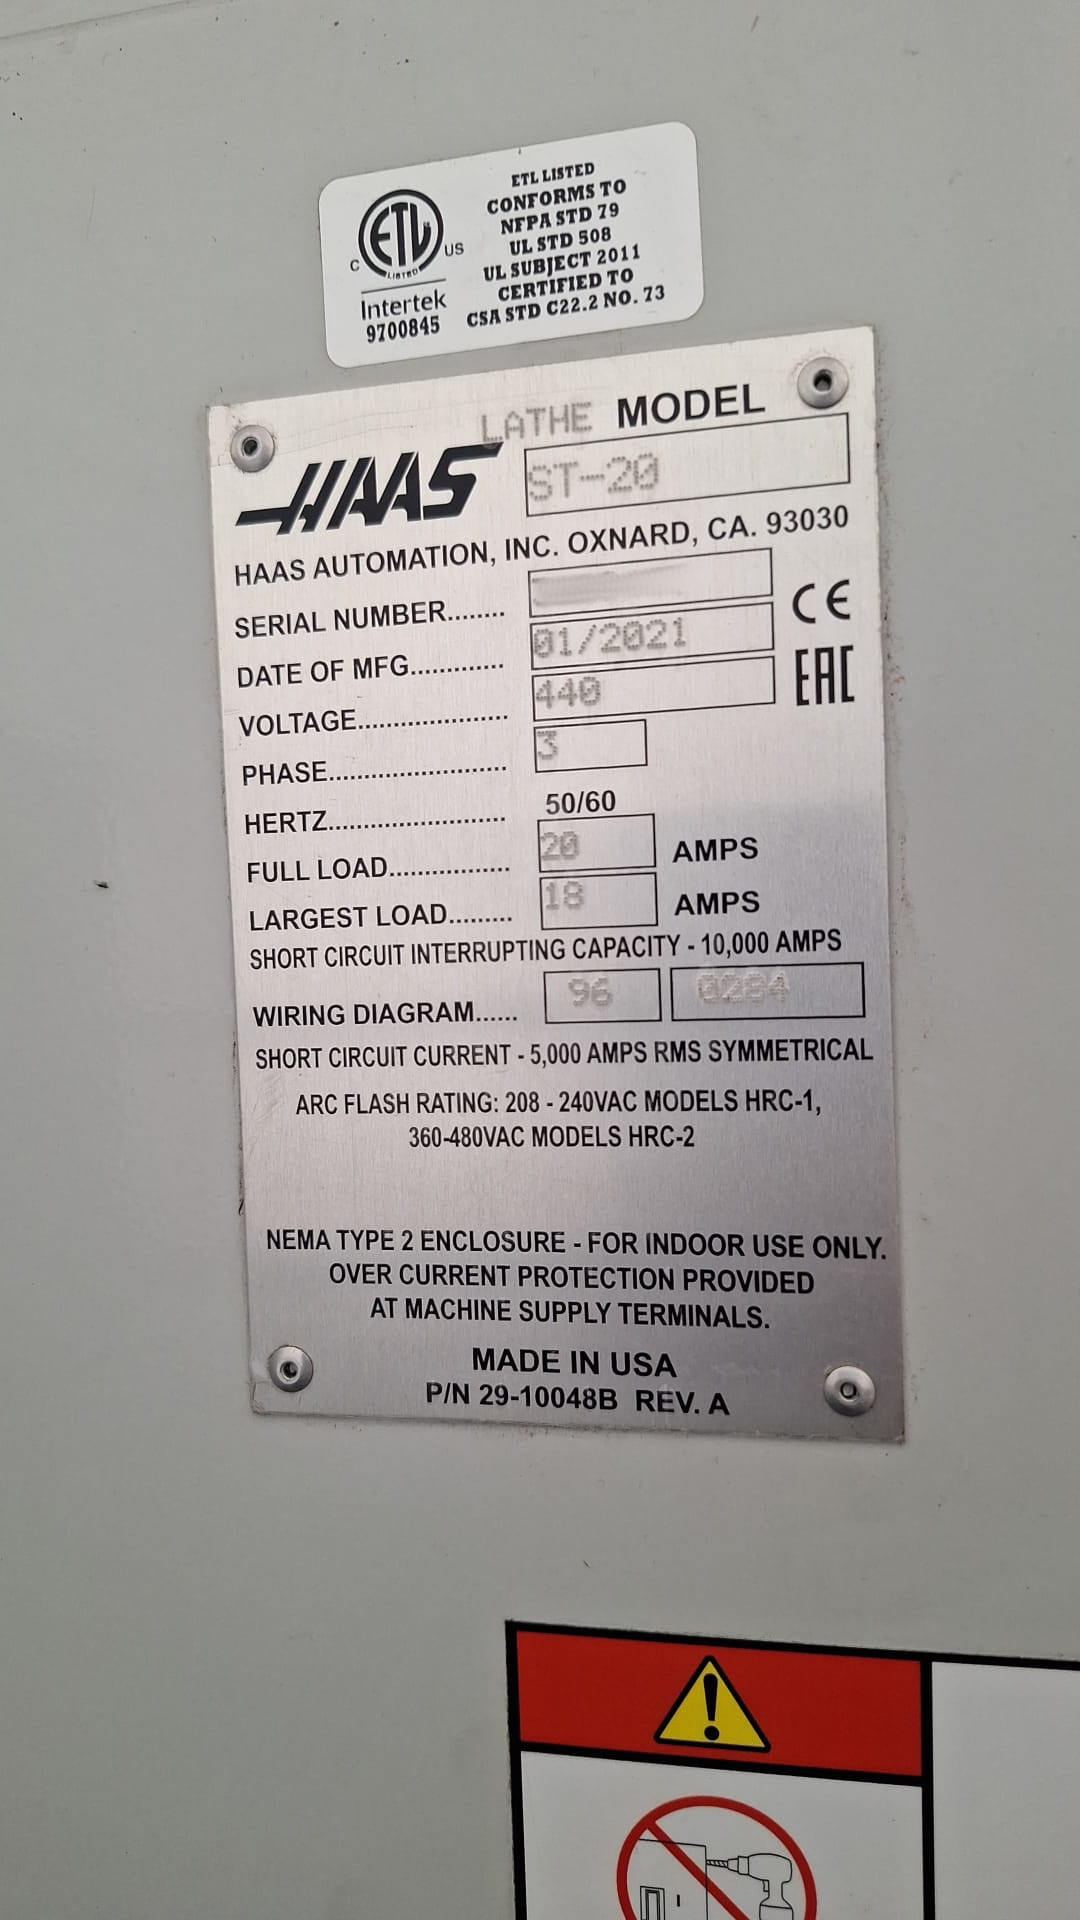 ETL LISTED
CONFORMS TO
NFPA STD 79
UL STD 508
UL SUBJECT 2011
CERTIFIED TO
CSA STD C22.2 NO. 73
ETL
C LISTED US
Intertek
9700845
LATHE MODEL
HAAS ST-20
HAAS AUTOMATION, INC. OXNARD, CA. 93030
SERIAL NUMBER........
DATE OF MFG............. 01/2021
VOLTAGE..................... 440
PHASE......................... 3
HERTZ......................... 50/60
FULL LOAD................. 20 AMPS
LARGEST LOAD......... 18 AMPS
CE
EAC
SHORT CIRCUIT INTERRUPTING CAPACITY - 10,000 AMPS
WIRING DIAGRAM...... 96 0284
SHORT CIRCUIT CURRENT - 5,000 AMPS RMS SYMMETRICAL
ARC FLASH RATING: 208 - 240VAC MODELS HRC-1,
360-480VAC MODELS HRC-2
NEMA TYPE 2 ENCLOSURE - FOR INDOOR USE ONLY.
OVER CURRENT PROTECTION PROVIDED
AT MACHINE SUPPLY TERMINALS.
MADE IN USA
P/N 29-10048B REV. A